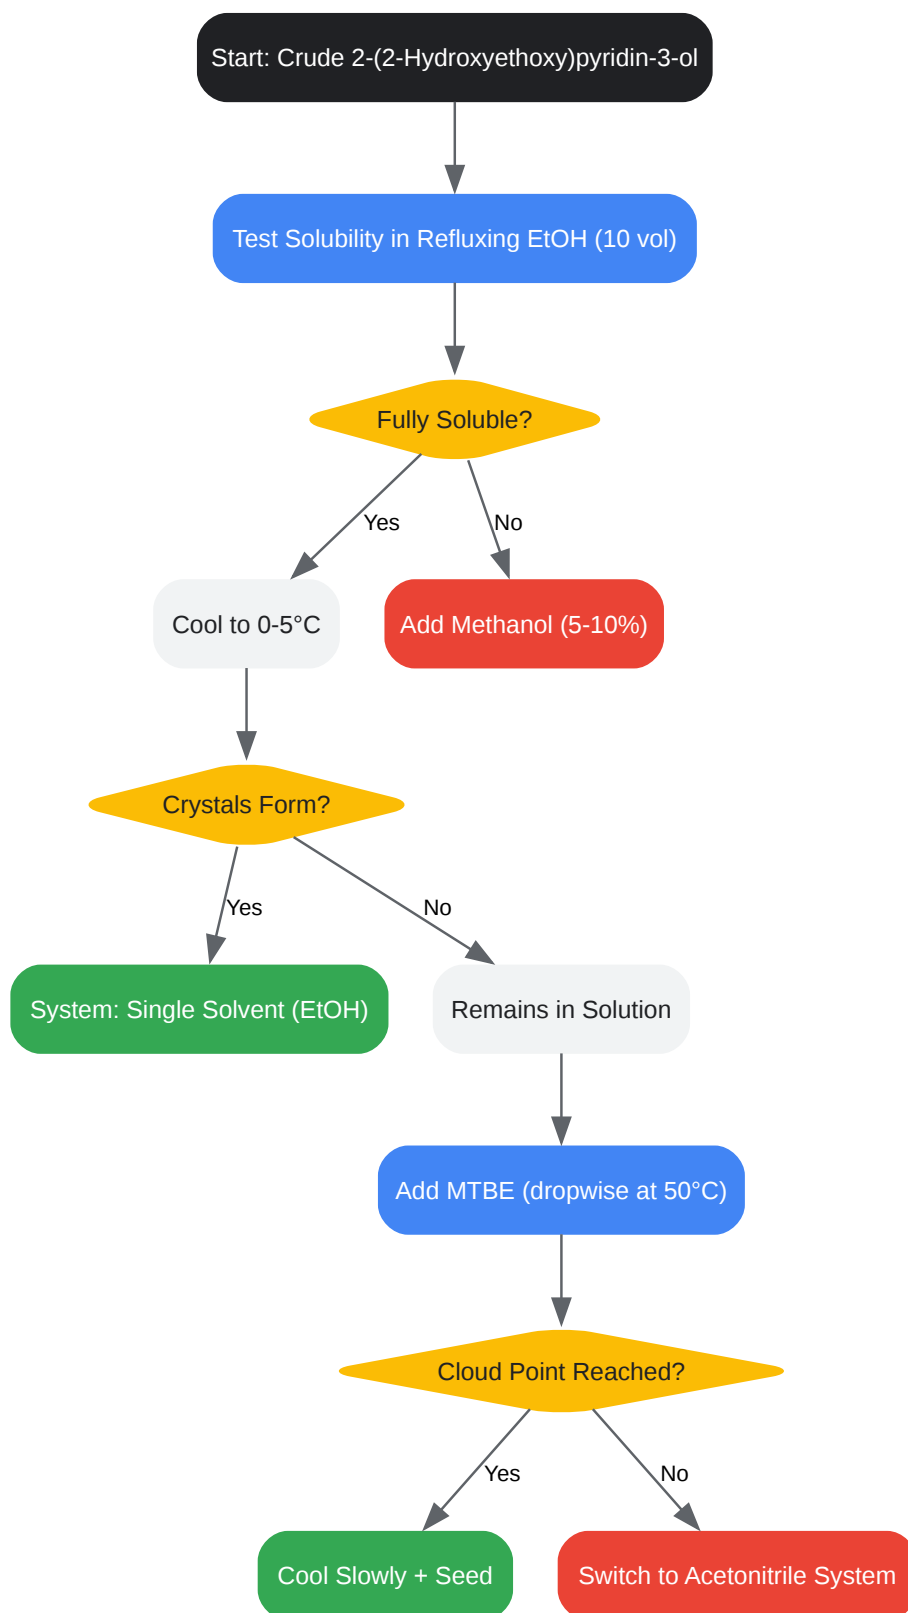 Start: Crude 2-(2-Hydroxyethoxy)pyridin-3-ol
Test Solubility in Refluxing EtOH (10 vol)
Fully Soluble?
Yes
No
Cool to 0-5°C
Add Methanol (5-10%)
Crystals Form?
Yes
No
System: Single Solvent (EtOH)
Remains in Solution
Add MTBE (dropwise at 50°C)
Cloud Point Reached?
Yes
No
Cool Slowly + Seed
Switch to Acetonitrile System